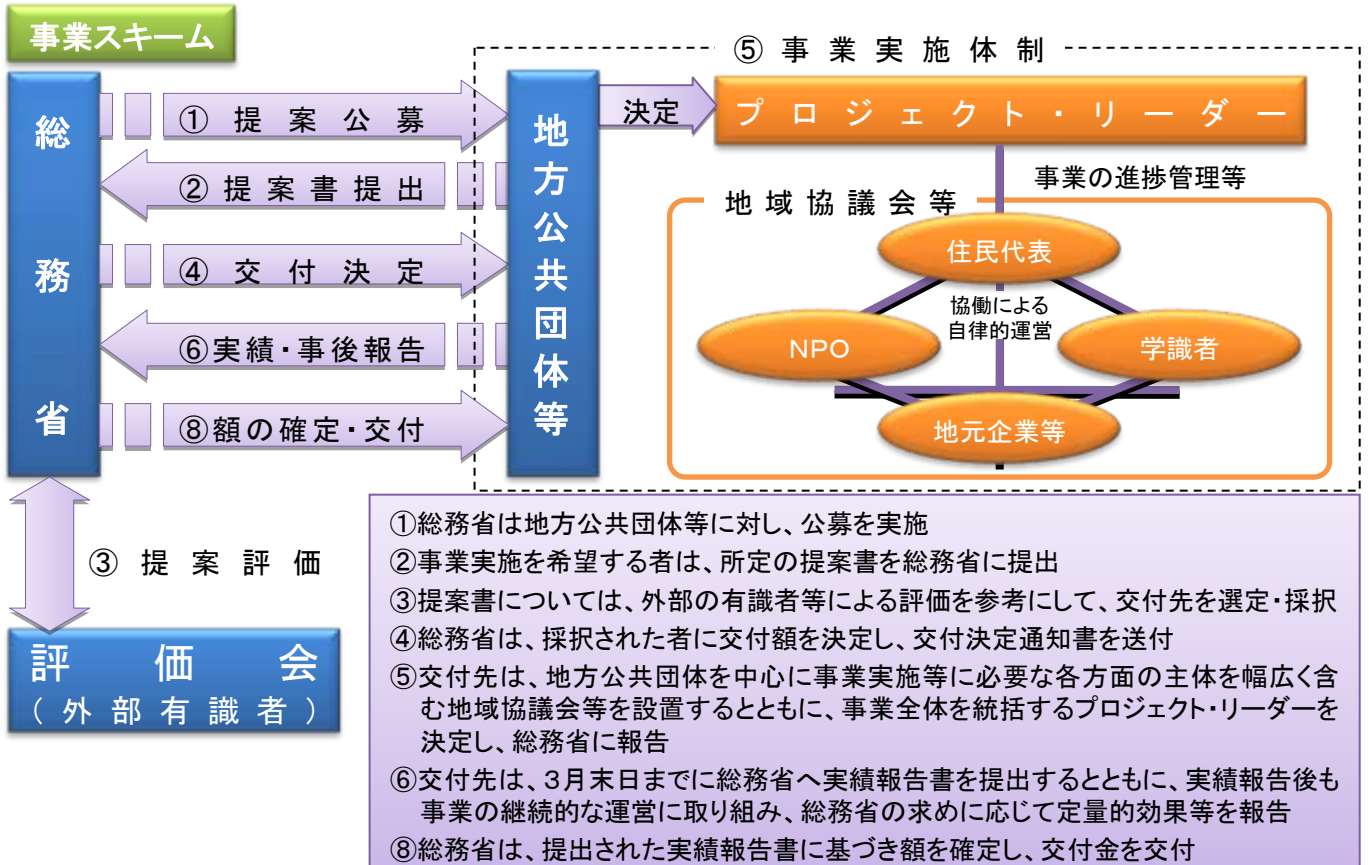 事業スキーム
総務省
① 提案公募
② 提案書提出
④ 交付決定
⑥実績・事後報告
⑧額の確定・交付
地方公共団体等
⑤ 事業実施体制
決定
プロジェクト・リーダー
事業の進捗管理等
地域協議会等
住民代表
協働による
自律的運営
NPO
学識者
地元企業等
③ 提案評価
評価会
(外部有識者)
①総務省は地方公共団体等に対し、公募を実施
②事業実施を希望する者は、所定の提案書を総務省に提出
③提案書については、外部の有識者等による評価を参考にして、交付先を選定・採択
④総務省は、採択された者に交付額を決定し、交付決定通知書を送付
⑤交付先は、地方公共団体を中心に事業実施等に必要な各方面の主体を幅広く含
む地域協議会等を設置するとともに、事業全体を統括するプロジェクト・リーダーを
決定し、総務省に報告
⑥交付先は、3月末日までに総務省へ実績報告書を提出するとともに、実績報告後も
事業の継続的な運営に取り組み、総務省の求めに応じて定量的効果等を報告
⑧総務省は、提出された実績報告書に基づき額を確定し、交付金を交付